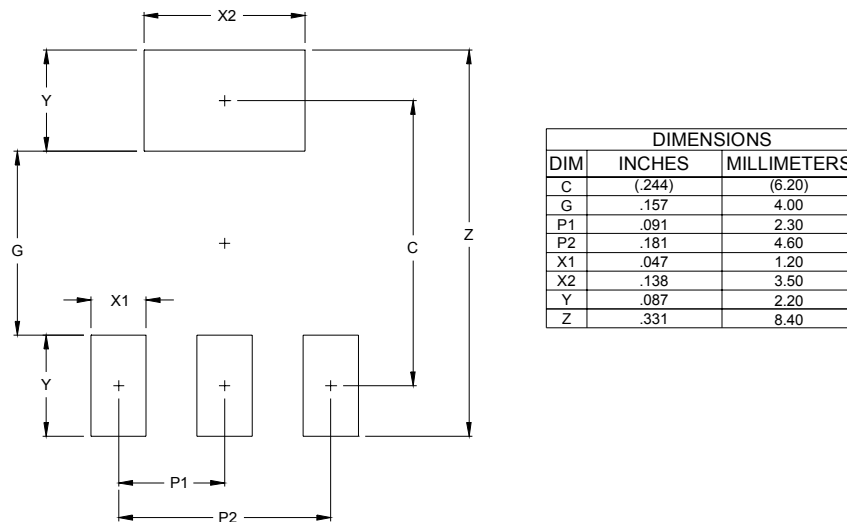 X2
Y
G
C
Z
X1
Y
P1
P2
DIMENSIONS
DIM INCHES MILLIMETERS
C (.244) (6.20)
G .157 4.00
P1 .091 2.30
P2 .181 4.60
X1 .047 1.20
X2 .138 3.50
Y .087 2.20
Z .331 8.40